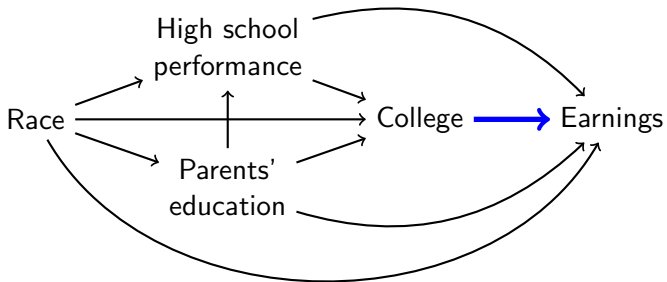 High school
performance
Race
College
Earnings
Parents'
education